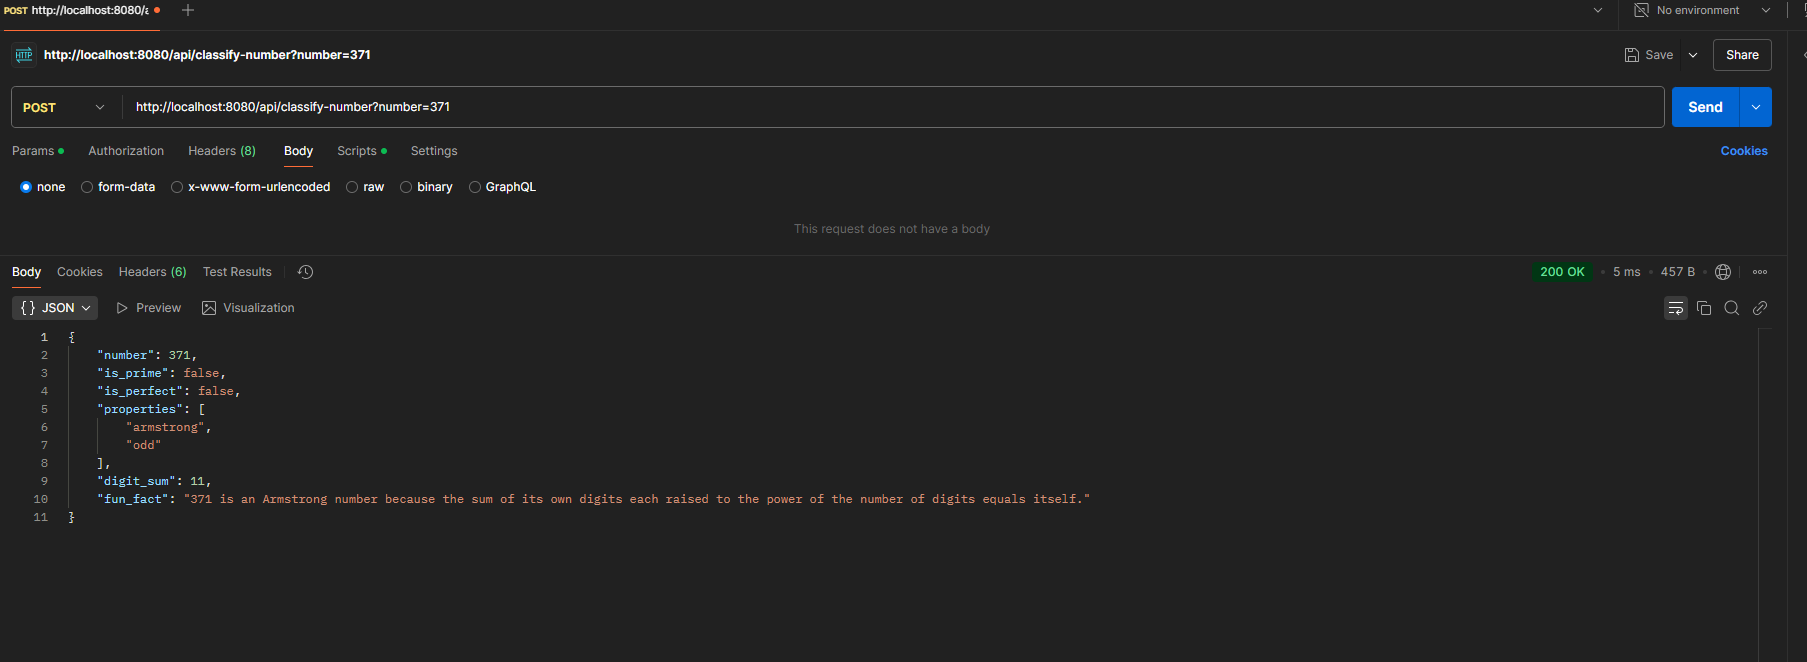 POST http://localhost:8080/a
No environment
HTTP http://localhost:8080/api/classify-number?number=371
Save
Share
POST http://localhost:8080/api/classify-number?number=371
Send
Params Authorization Headers (8) Body Scripts Settings
Cookies
none form-data x-www-form-urlencoded raw binary GraphQL
This request does not have a body
Body Cookies Headers (6) Test Results
200 OK • 5 ms • 457 B
{} JSON Preview Visualization
1 {
2 "number": 371,
3 "is_prime": false,
4 "is_perfect": false,
5 "properties": [
6 "armstrong",
7 "odd"
8 ],
9 "digit_sum": 11,
10 "fun_fact": "371 is an Armstrong number because the sum of its own digits each raised to the power of the number of digits equals itself."
11 }